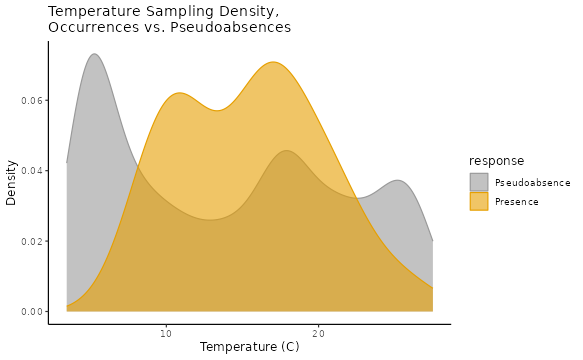 Temperature Sampling Density,
Occurrences vs. Pseudoabsences
0.06
0.04
0.02
0.00
Density
10
20
Temperature (C)
response
Pseudoabsence
Presence